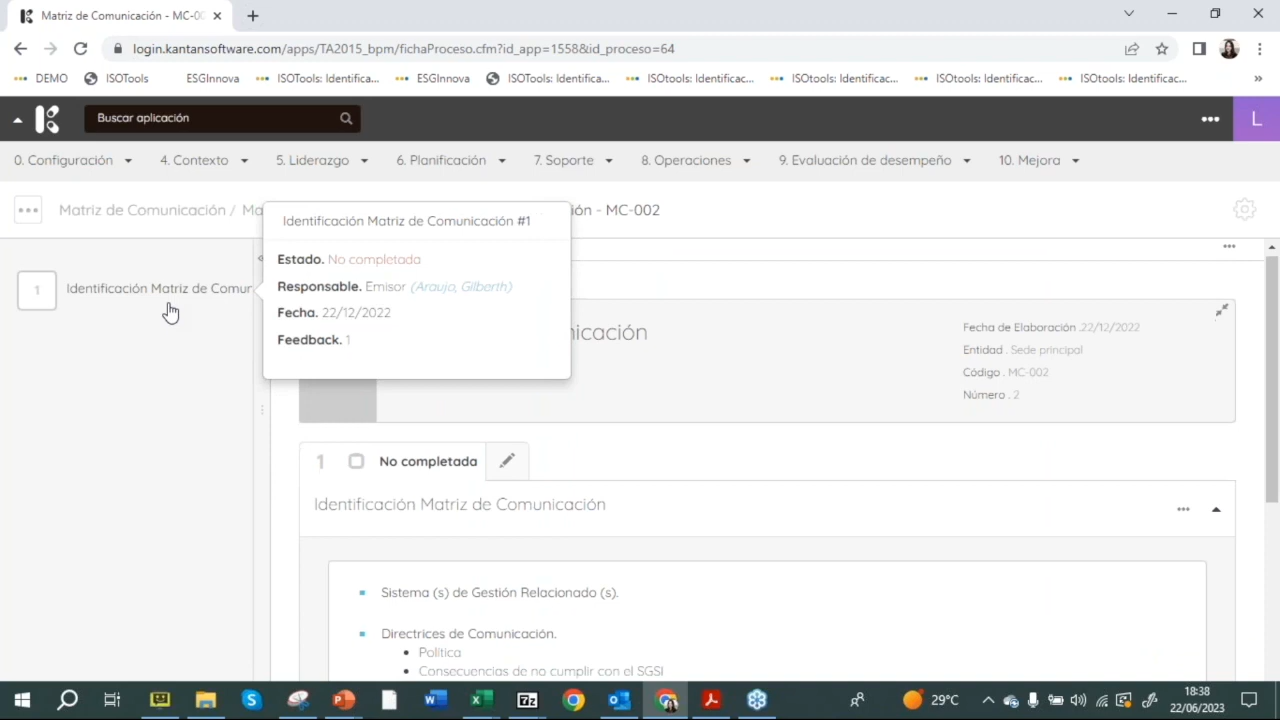 Matriz de Comunicación - MC-00
login.kantansoftware.com/apps/TA2015_bpm/fichaProceso.cfm?id_app=1558&id_proceso=64
DEMO
ISOTools
ESGInnova
ISOTools: Identifica...
ESGInnova
ISOTools: Identifica...
ISOtools: Identificac...
ISOtools: Identificac...
ISOtools: Identificac...
ISOtools: Identificac...
»
Buscar aplicación
L
0. Configuración
4. Contexto
5. Liderazgo
6. Planificación
7. Soporte
8. Operaciones
9. Evaluación de desempeño
10. Mejora
Matriz de Comunicación / Ma
ión - MC-002
Identificación Matriz de Comunicación #1
Estado. No completada
Responsable. Emisor (Araujo, Gilberth)
Fecha. 22/12/2022
Feedback. 1
1
Identificación Matriz de Comur
nicación
Fecha de Elaboración .22/12/2022
Entidad . Sede principal
Código . MC-002
Número . 2
1 No completada
Identificación Matriz de Comunicación
Sistema (s) de Gestión Relacionado (s).
Directrices de Comunicación.
Política
Consecuencias de no cumplir con el SGSI
29°C
18:38
22/06/2023